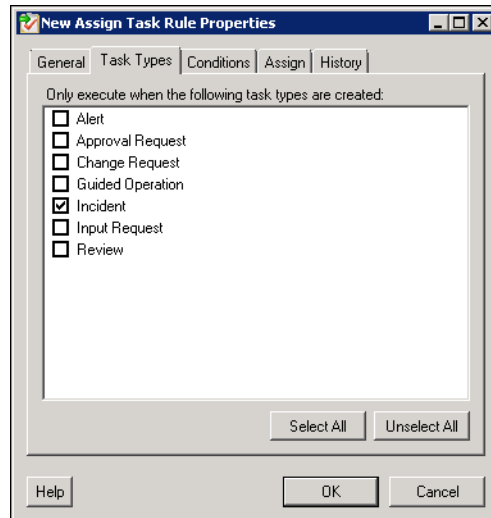 New Assign Task Rule Properties
General Task Types Conditions Assign History
Only execute when the following task types are created:
Alert
Approval Request
Change Request
Guided Operation
Incident
Input Request
Review
Select All Unselect All
Help OK Cancel